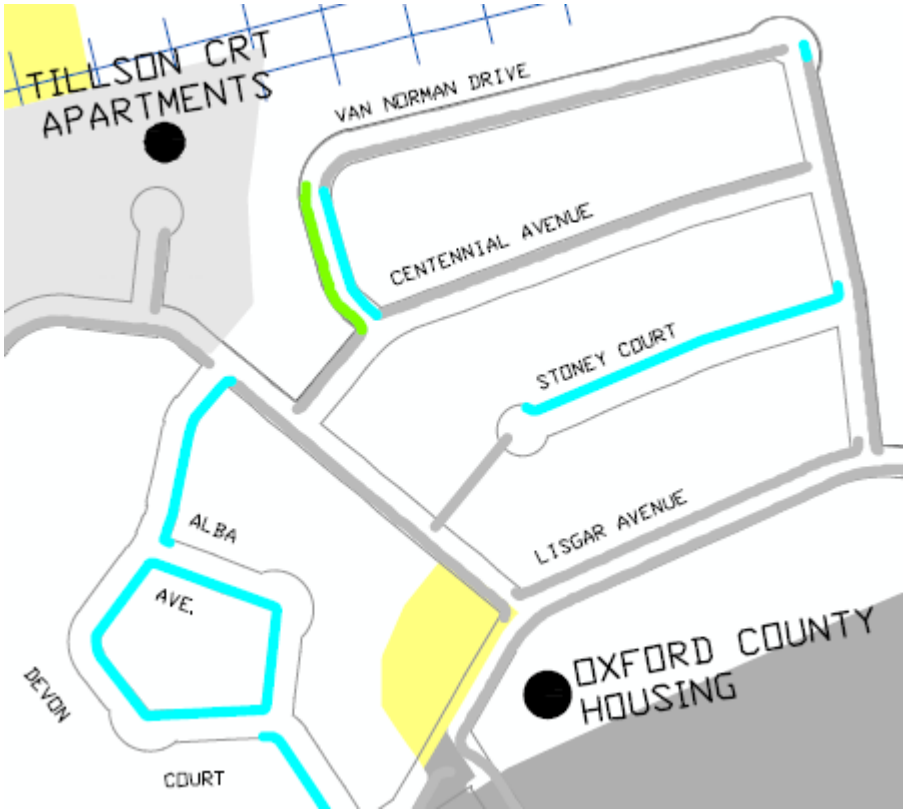 TILLSON CRT
APARTMENTS
VAN NORMAN DRIVE
CENTENNIAL AVENUE
STONEY COURT
LISGAR AVENUE
ALBA
AVE.
DEVON
COURT
OXFORD COUNTY
HOUSING